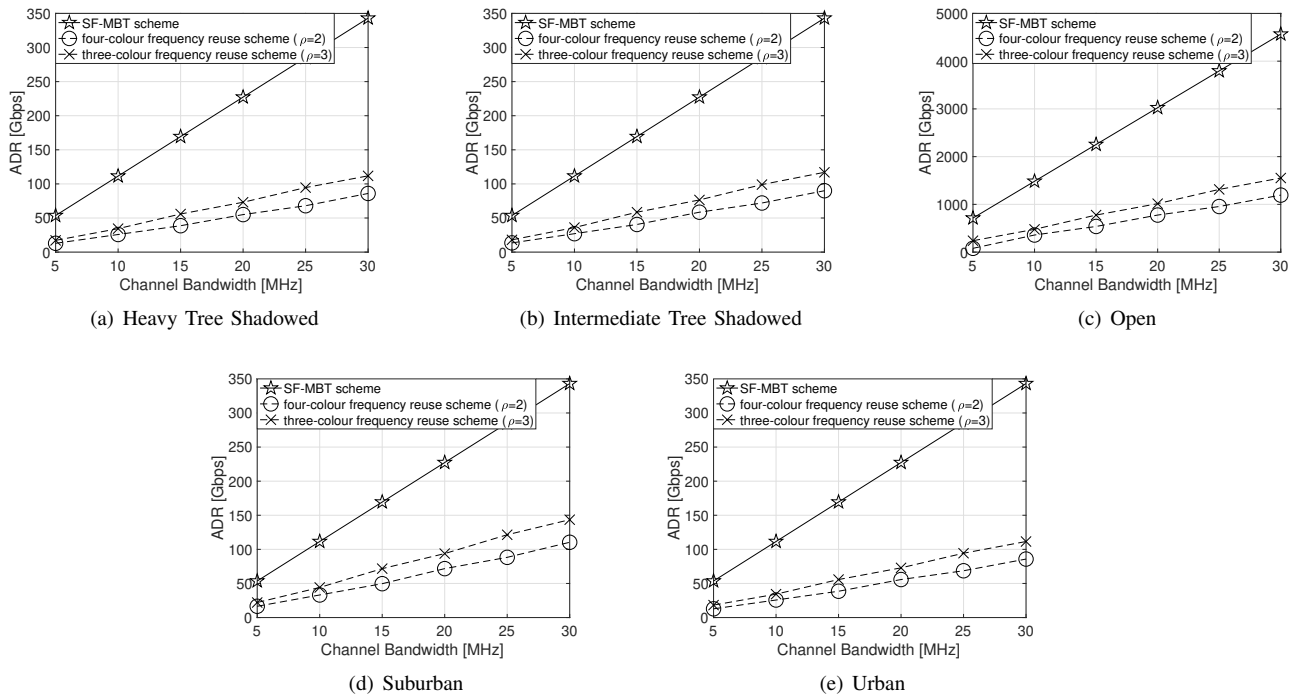 350
300
250
200
150
100
50
0
ADR [Gbps]
SF-MBT scheme
four-colour frequency reuse scheme (ρ=2)
three-colour frequency reuse scheme (ρ=3)
5 10 15 20 25 30
Channel Bandwidth [MHz]
(a) Heavy Tree Shadowed
350
300
250
200
150
100
50
0
ADR [Gbps]
SF-MBT scheme
four-colour frequency reuse scheme (ρ=2)
three-colour frequency reuse scheme (ρ=3)
5 10 15 20 25 30
Channel Bandwidth [MHz]
(b) Intermediate Tree Shadowed
5000
4000
3000
2000
1000
0
ADR [Gbps]
SF-MBT scheme
four-colour frequency reuse scheme (ρ=2)
three-colour frequency reuse scheme (ρ=3)
5 10 15 20 25 30
Channel Bandwidth [MHz]
(c) Open
350
300
250
200
150
100
50
0
ADR [Gbps]
SF-MBT scheme
four-colour frequency reuse scheme (ρ=2)
three-colour frequency reuse scheme (ρ=3)
5 10 15 20 25 30
Channel Bandwidth [MHz]
(d) Suburban
350
300
250
200
150
100
50
0
ADR [Gbps]
SF-MBT scheme
four-colour frequency reuse scheme (ρ=2)
three-colour frequency reuse scheme (ρ=3)
5 10 15 20 25 30
Channel Bandwidth [MHz]
(e) Urban